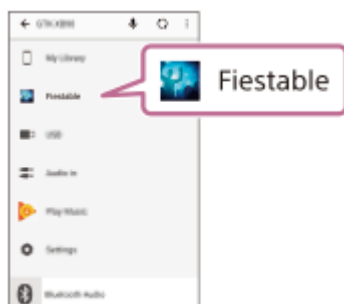 GTK-XB90
My Library
Fiestable
Fiestable
USB
Audio in
Play Music
Settings
Bluetooth Audio